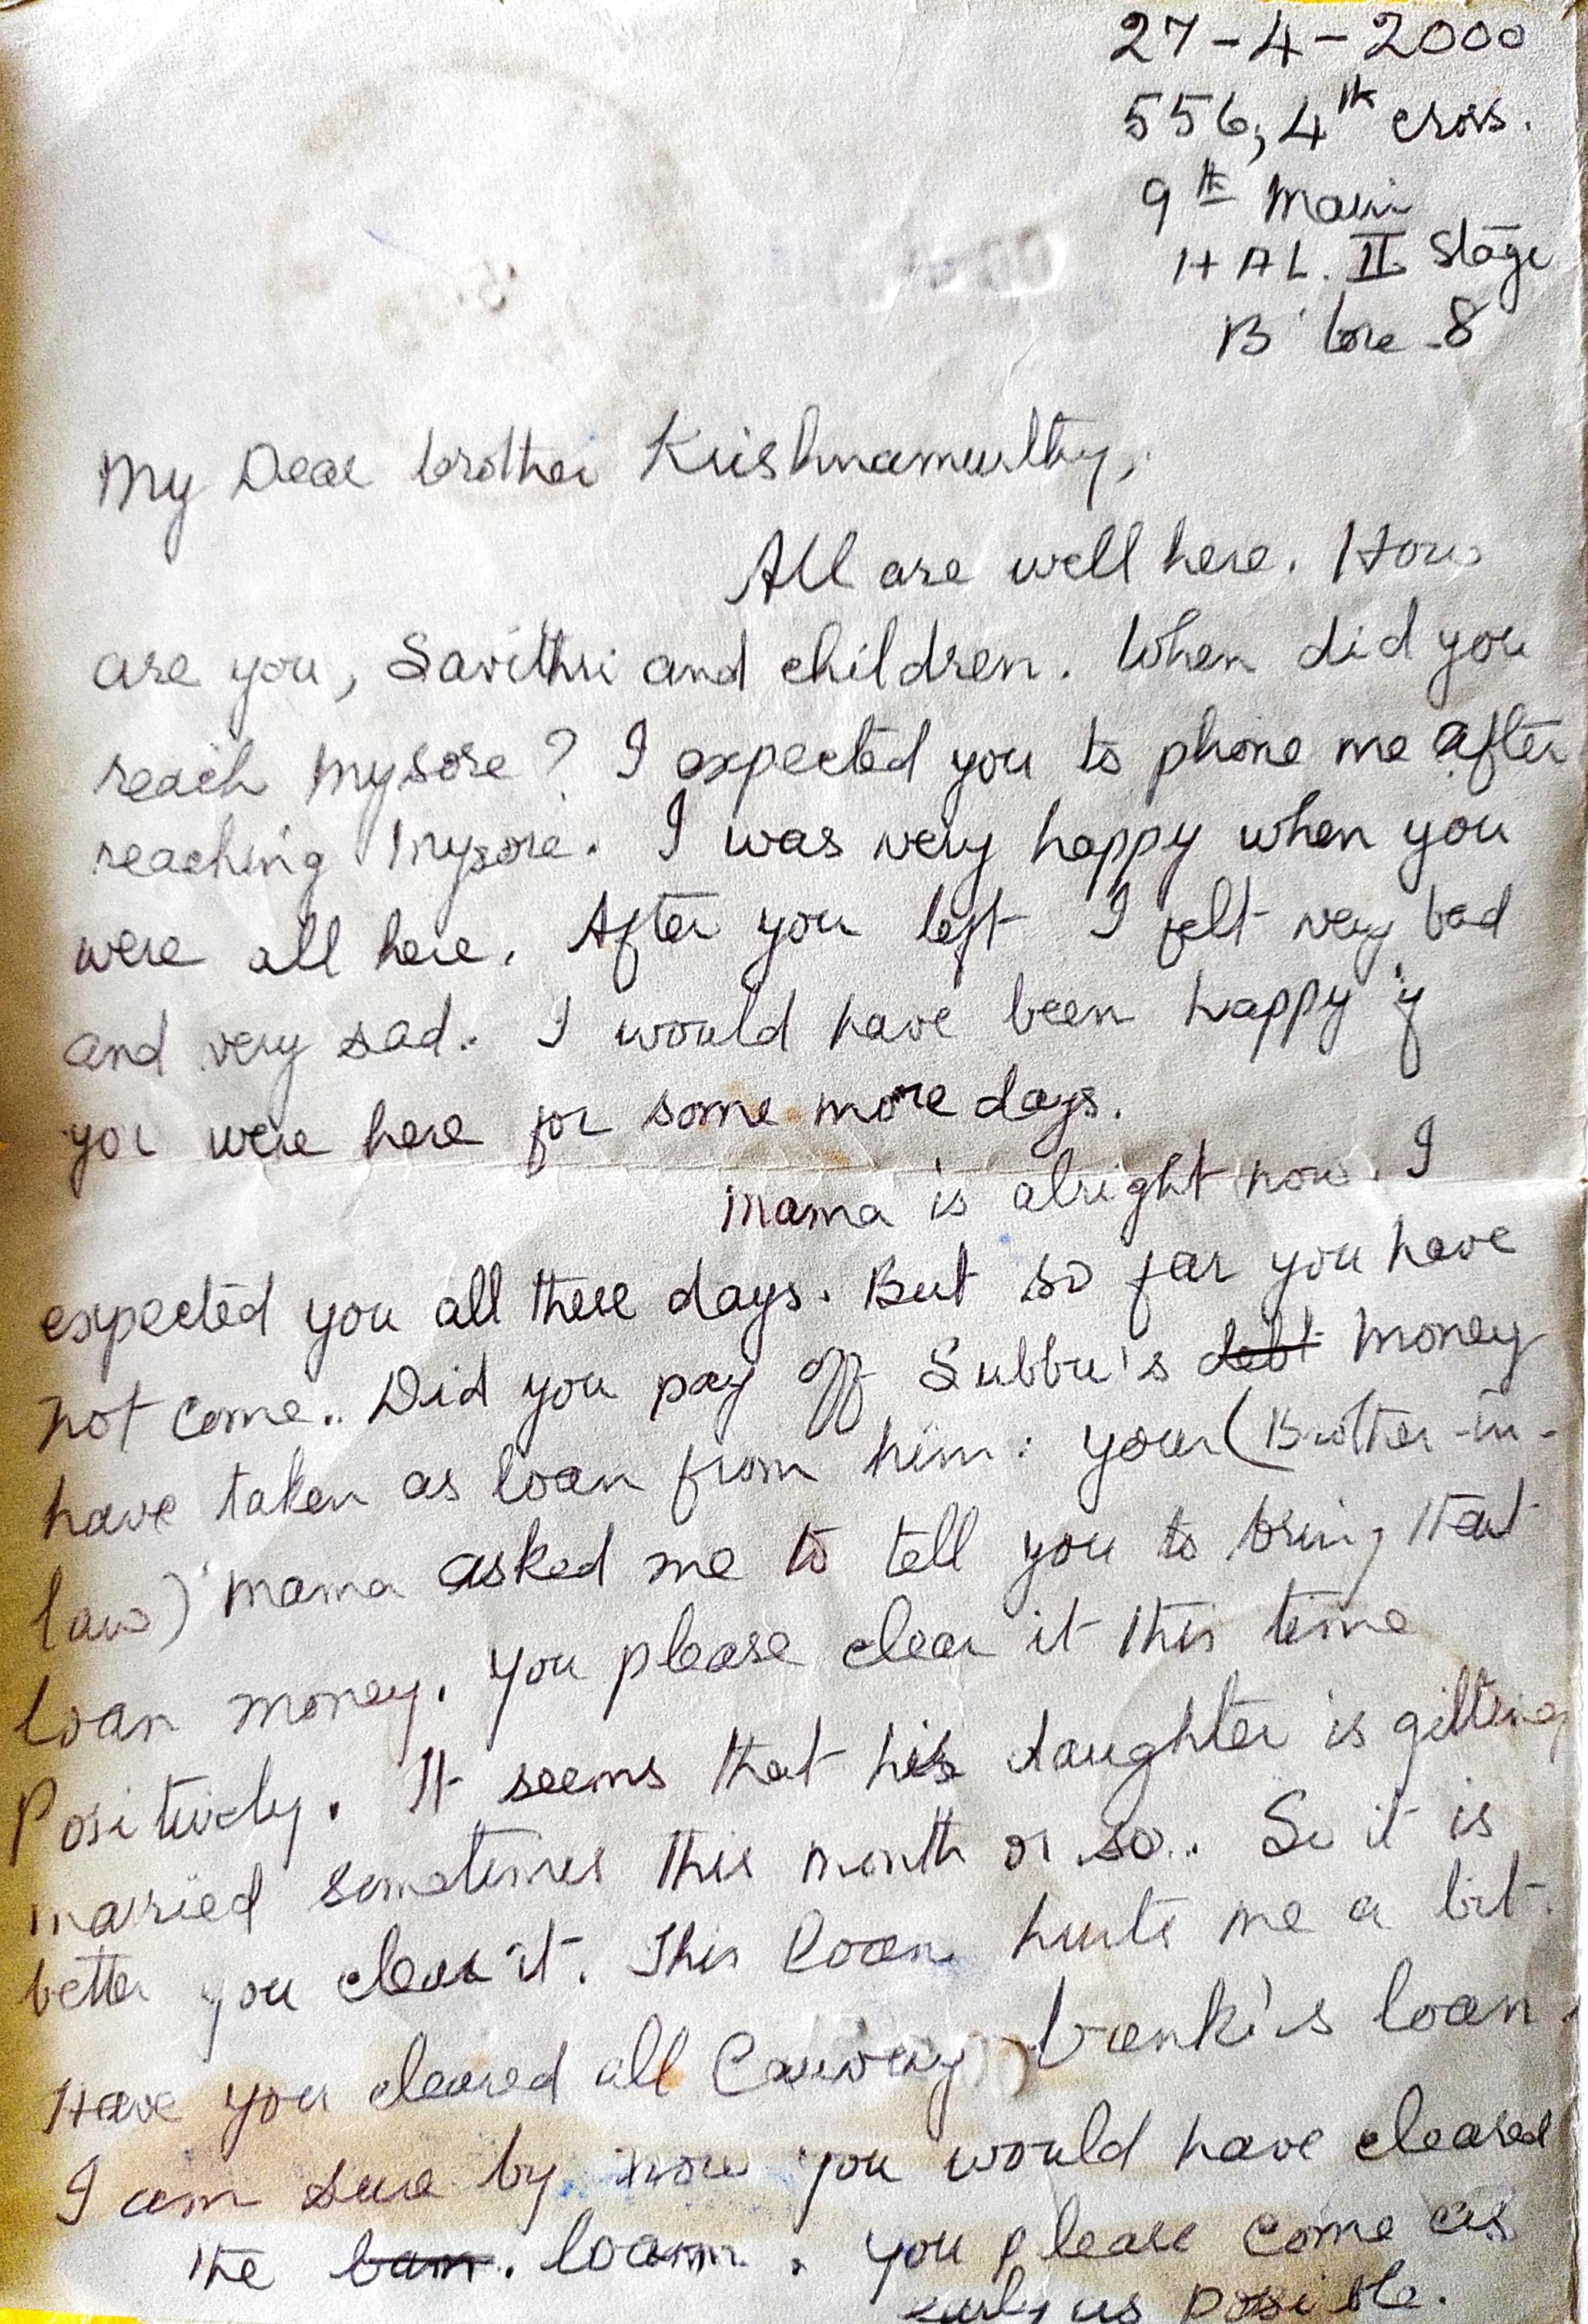 27-4-2000
556, 4th cross.
9th Main
HAL. II Stage
B'lore-8
My Dear brother Krishnamurthy,
All are well here. How
are you, Savithri and children. When did you
reach Mysore? I expected you to phone me after
reaching Mysore. I was very happy when you
were all here. After you left I felt very bad
and very sad. I would have been happy if
you were here for some more days.
Mama is alright now. I
expected you all these days. But so far you have
not come.. Did you pay off Subbu's debt money
have taken as loan from him: your (Brother-in-
law) Mama asked me to tell you to bring that
loan money. You please clear it this time
Positively. It seems that his daughter is getting
married sometimes this month or so.. So it is
better you clear it. This loan hurts me a bit.
Have you cleared all bank's loan.
I am sure by now you would have cleared
the loan. You please come as
early as posible.